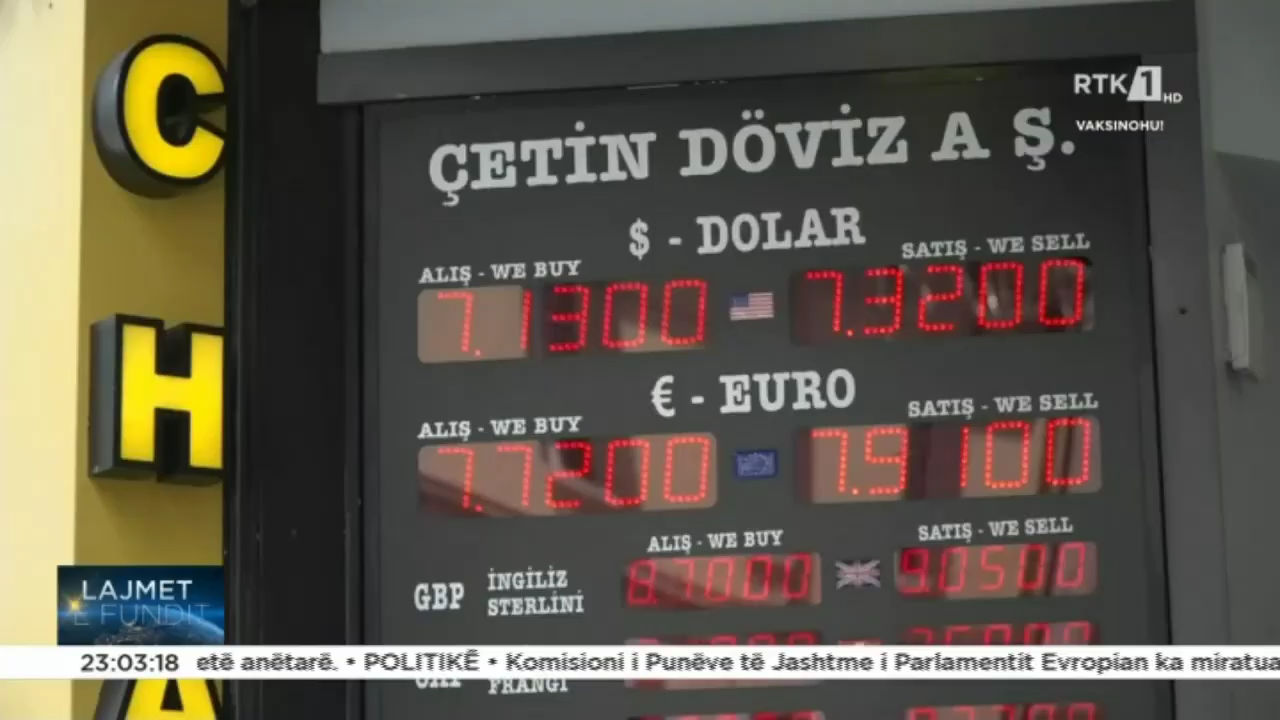 C
H
A
RTK 1 HD
VAKSINOHU!
ÇETİN DÖVİZ A Ş.
$ - DOLAR
ALIŞ - WE BUY
SATIŞ - WE SELL
7.1300
7.3200
€ - EURO
ALIŞ - WE BUY
SATIŞ - WE SELL
7.7200
7.9100
ALIŞ - WE BUY
SATIŞ - WE SELL
GBP
İNGİLİZ
STERLİNİ
8.7000
9.0500
FRANGI
LAJMET
E FUNDIT
23:03:18 etë anëtarë. • POLITIKË • Komisioni i Punëve të Jashtme i Parlamentit Evropian ka miratua